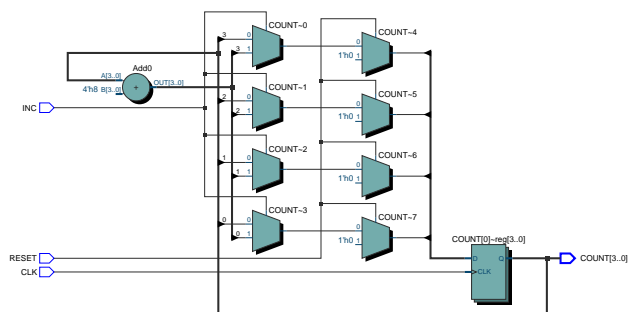 COUNT~0
COUNT~4
3 0
3 1
0
1'h0 1
Add0
A[3..0]
OUT[3..0]
4'h8 B[3..0]
+
COUNT~1
COUNT~5
INC
2 0
2 1
0
1'h0 1
COUNT~2
COUNT~6
1 0
1 1
0
1'h0 1
COUNT~3
COUNT~7
0 0
0 1
0
1'h0 1
COUNT[0]~reg[3..0]
RESET
D Q
COUNT[3..0]
CLK
CLK